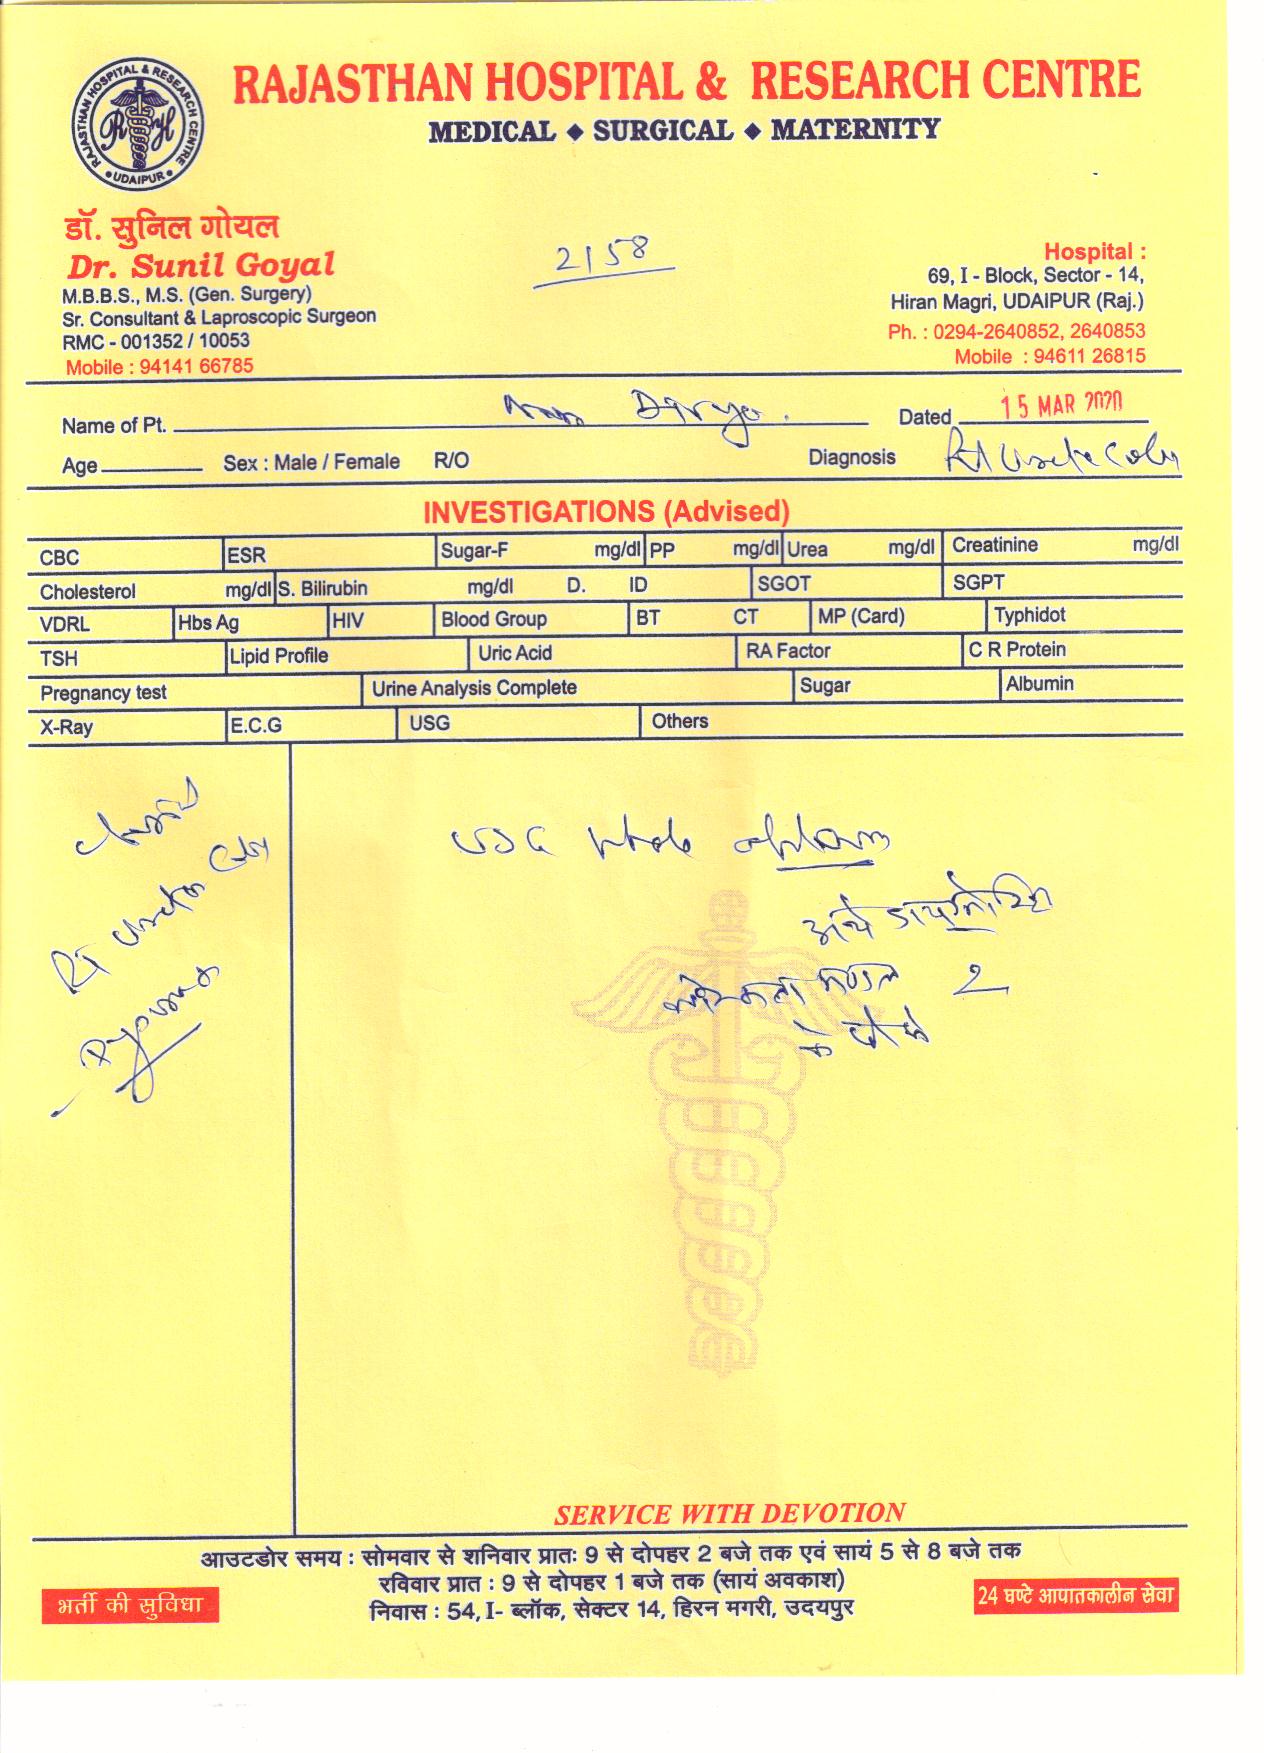 RAJASTHAN HOSPITAL & RESEARCH CENTRE
MEDICAL ◆ SURGICAL ◆ MATERNITY
RAJASTHAN HOSPITAL & RESEARCH CENTRE
RH
• UDAIPUR •
डॉ. सुनिल गोयल
Dr. Sunil Goyal
M.B.B.S., M.S. (Gen. Surgery)
Sr. Consultant & Laproscopic Surgeon
RMC - 001352 / 10053
Mobile : 94141 66785
2158
Hospital :
69, I - Block, Sector - 14,
Hiran Magri, UDAIPUR (Raj.)
Ph. : 0294-2640852, 2640853
Mobile : 94611 26815
Name of Pt. Dated 15 MAR 2020
Age Sex : Male / Female R/O Diagnosis
INVESTIGATIONS (Advised)
CBC ESR Sugar-F mg/dl PP mg/dl Urea mg/dl Creatinine mg/dl
Cholesterol mg/dl S. Bilirubin mg/dl D. ID SGOT SGPT
VDRL Hbs Ag HIV Blood Group BT CT MP (Card) Typhidot
TSH Lipid Profile Uric Acid RA Factor C R Protein
Pregnancy test Urine Analysis Complete Sugar Albumin
X-Ray E.C.G USG Others
USG whole
2
SERVICE WITH DEVOTION
आउटडोर समय : सोमवार से शनिवार प्रातः 9 से दोपहर 2 बजे तक एवं सायं 5 से 8 बजे तक
रविवार प्रात : 9 से दोपहर 1 बजे तक (सायं अवकाश)
निवास : 54, I- ब्लॉक, सेक्टर 14, हिरन मगरी, उदयपुर
भर्ती की सुविधा
24 घण्टे आपातकालीन सेवा